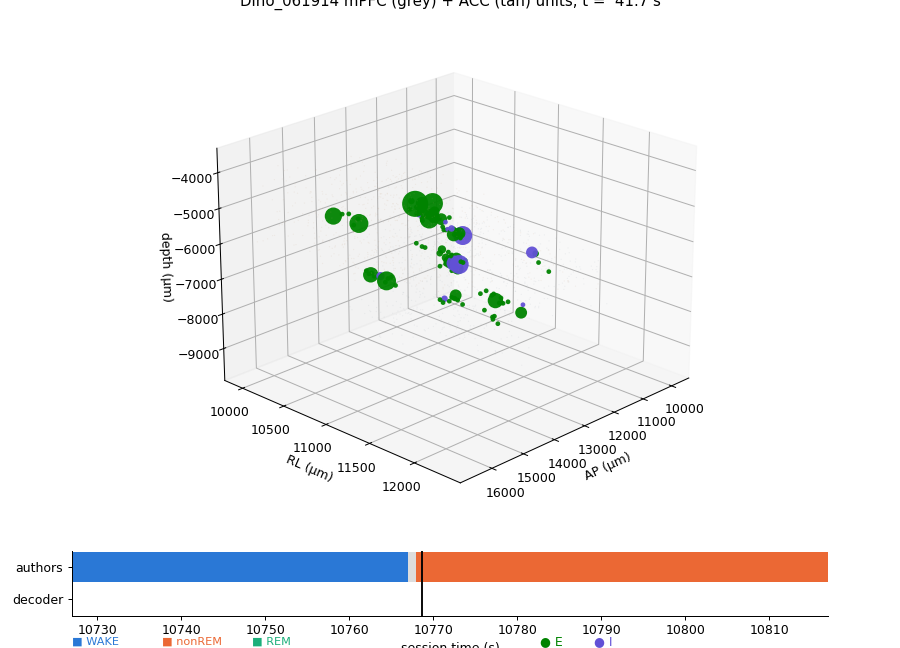 Dino_061914 mPFC (grey) + ACC (tan) units, t = 41.7 s
−4000
−5000
−6000
−7000
−8000
−9000
depth (μm)
10000
10500
11000
11500
12000
RL (μm)
10000
11000
12000
13000
14000
15000
16000
AP (μm)
authors
decoder
10730 10740 10750 10760 10770 10780 10790 10800 10810
session time (s)
WAKE nonREM REM E I